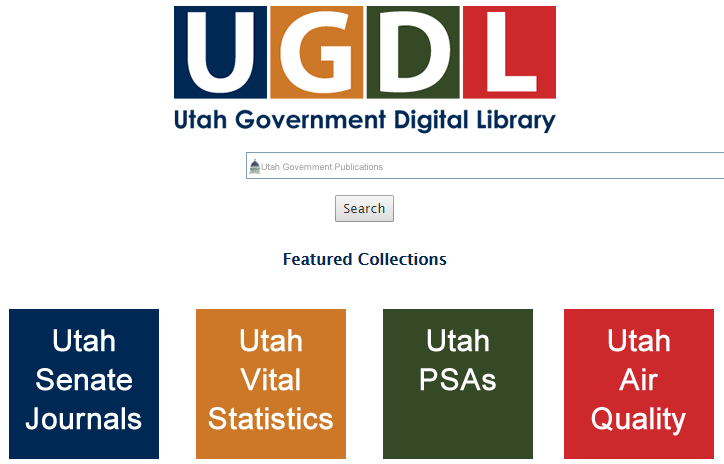 UGDL
Utah Government Digital Library
Utah Government Publications
Search
Featured Collections
Utah
Senate
Journals
Utah
Vital
Statistics
Utah
PSAs
Utah
Air
Quality